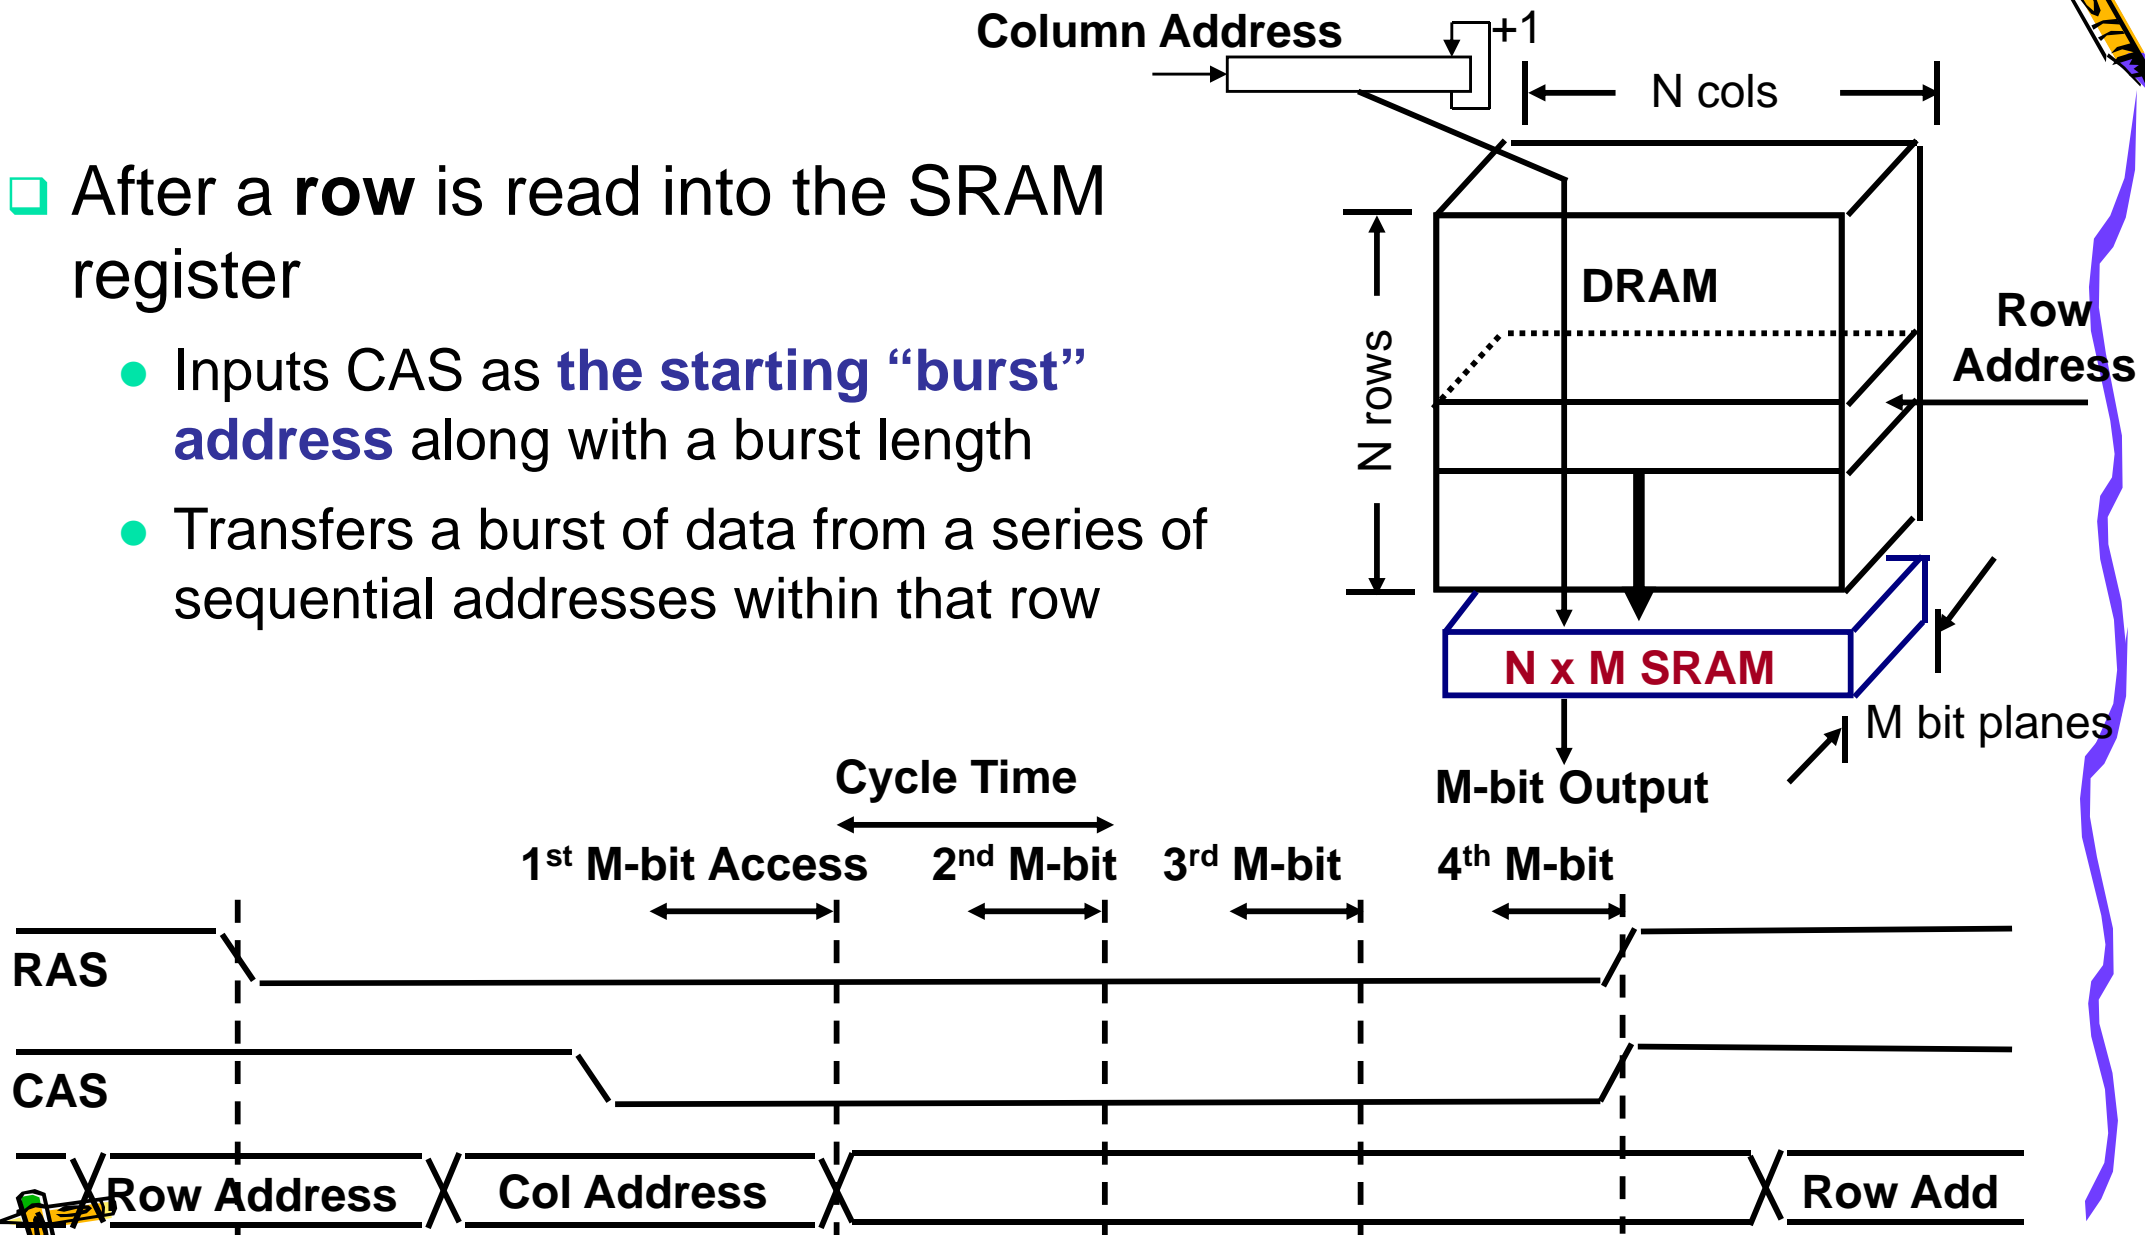 Column Address
+1
N cols
After a row is read into the SRAM
register
Inputs CAS as the starting “burst”
address along with a burst length
Transfers a burst of data from a series of
sequential addresses within that row
N rows
DRAM
Row
Address
N x M SRAM
M bit planes
M-bit Output
Cycle Time
1st M-bit Access 2nd M-bit 3rd M-bit 4th M-bit
RAS
CAS
Row Address Col Address Row Add